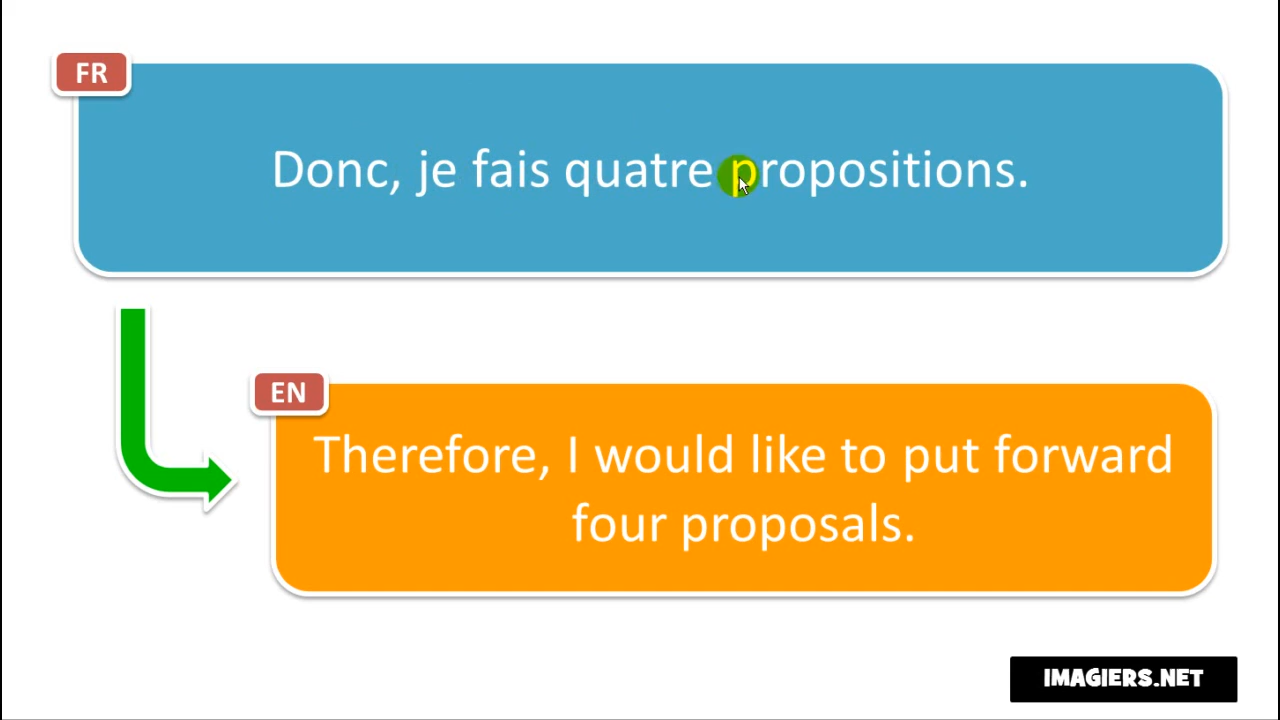 FR
Donc, je fais quatre propositions.
EN
Therefore, I would like to put forward
four proposals.
IMAGIERS.NET